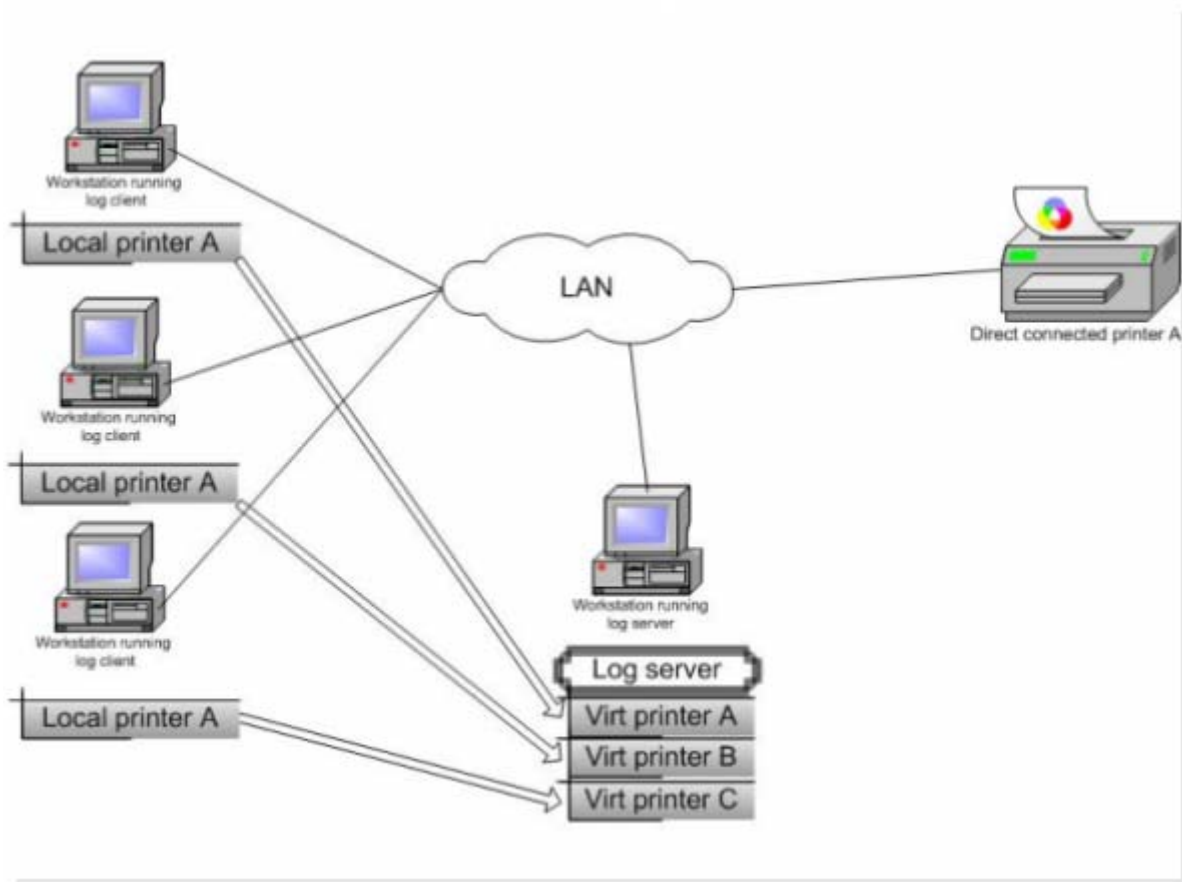 Workstation running
log client
Local printer A
LAN
Direct connected printer A
Workstation running
log client
Local printer A
Workstation running
log client
Workstation running
log server
Log server
Local printer A
Virt printer A
Virt printer B
Virt printer C